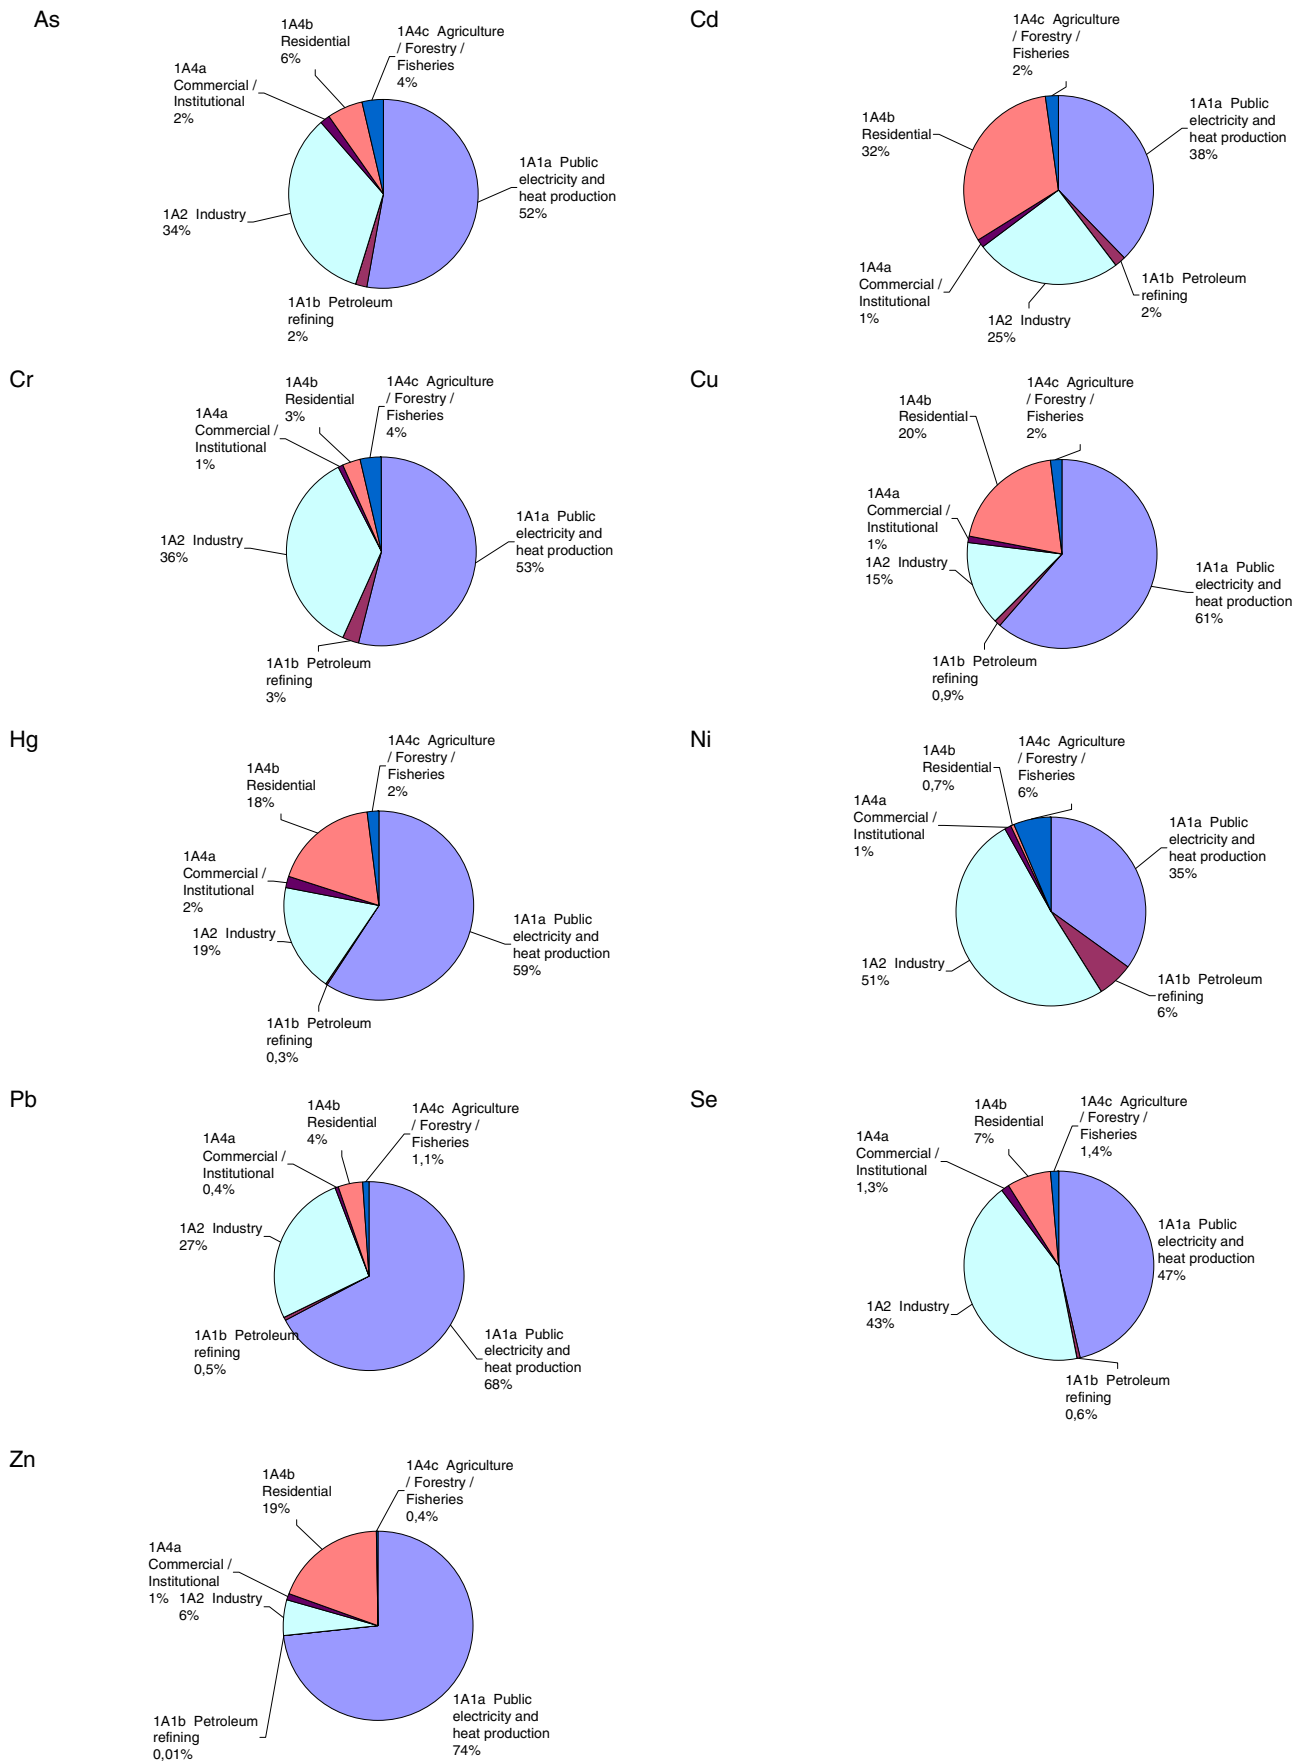 As
1A4b
Residential
6%
1A4c Agriculture
/ Forestry /
Fisheries
4%
1A4a
Commercial /
Institutional
2%
1A1a Public
electricity and
heat production
52%
1A2 Industry
34%
1A1b Petroleum
refining
2%
Cd
1A4c Agriculture
/ Forestry /
Fisheries
2%
1A1a Public
electricity and
heat production
38%
1A4b
Residential
32%
1A4a
Commercial /
Institutional
1%
1A1b Petroleum
refining
2%
1A2 Industry
25%
Cr
1A4b
Residential
3%
1A4c Agriculture
/ Forestry /
Fisheries
4%
1A4a
Commercial /
Institutional
1%
1A1a Public
electricity and
heat production
53%
1A2 Industry
36%
1A1b Petroleum
refining
3%
Cu
1A4b
Residential
20%
1A4c Agriculture
/ Forestry /
Fisheries
2%
1A4a
Commercial /
Institutional
1%
1A2 Industry
15%
1A1a Public
electricity and
heat production
61%
1A1b Petroleum
refining
0,9%
Hg
1A4c Agriculture
/ Forestry /
Fisheries
2%
1A4b
Residential
18%
1A4a
Commercial /
Institutional
2%
1A2 Industry
19%
1A1a Public
electricity and
heat production
59%
1A1b Petroleum
refining
0,3%
Ni
1A4b
Residential
0,7%
1A4c Agriculture
/ Forestry /
Fisheries
6%
1A4a
Commercial /
Institutional
1%
1A1a Public
electricity and
heat production
35%
1A2 Industry
51%
1A1b Petroleum
refining
6%
Pb
1A4b
Residential
4%
1A4c Agriculture
/ Forestry /
Fisheries
1,1%
1A4a
Commercial /
Institutional
0,4%
1A2 Industry
27%
1A1b Petroleum
refining
0,5%
1A1a Public
electricity and
heat production
68%
Se
1A4b
Residential
7%
1A4c Agriculture
/ Forestry /
Fisheries
1,4%
1A4a
Commercial /
Institutional
1,3%
1A1a Public
electricity and
heat production
47%
1A2 Industry
43%
1A1b Petroleum
refining
0,6%
Zn
1A4b
Residential
19%
1A4c Agriculture
/ Forestry /
Fisheries
0,4%
1A4a
Commercial /
Institutional
1%
1A2 Industry
6%
1A1b Petroleum
refining
0,01%
1A1a Public
electricity and
heat production
74%